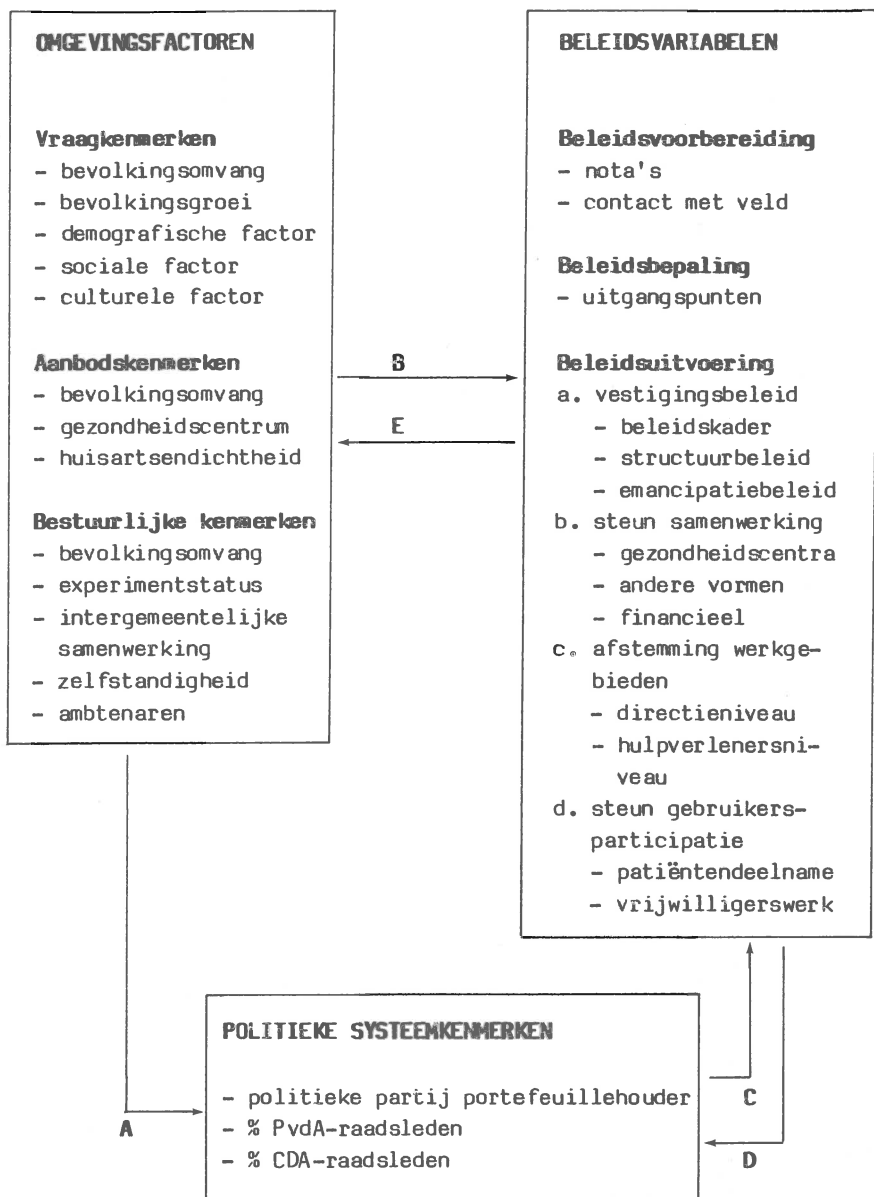 OMGEVINGSFACTOREN
Vraagkenmerken
- bevolkingsomvang
- bevolkingsgroei
- demografische factor
- sociale factor
- culturele factor
Aanbodskenmerken
- bevolkingsomvang
- gezondheidscentrum
- huisartsendichtheid
Bestuurlijke kenmerken
- bevolkingsomvang
- experimentstatus
- intergemeentelijke
samenwerking
- zelfstandigheid
- ambtenaren
B
E
BELEIDSVARIABELEN
Beleidsvoorbereiding
- nota's
- contact met veld
Beleidsbepaling
- uitgangspunten
Beleidsuitvoering
a. vestigingsbeleid
- beleidskader
- structuurbeleid
- emancipatiebeleid
b. steun samenwerking
- gezondheidscentra
- andere vormen
- financieel
c. afstemming werkge-
bieden
- directieniveau
- hulpverlenersni-
veau
d. steun gebruikers-
participatie
- patiëntendeelname
- vrijwilligerswerk
POLITIEKE SYSTEEMKENMERKEN
- politieke partij portefeuillehouder
- % PvdA-raadsleden
- % CDA-raadsleden
A
C
D